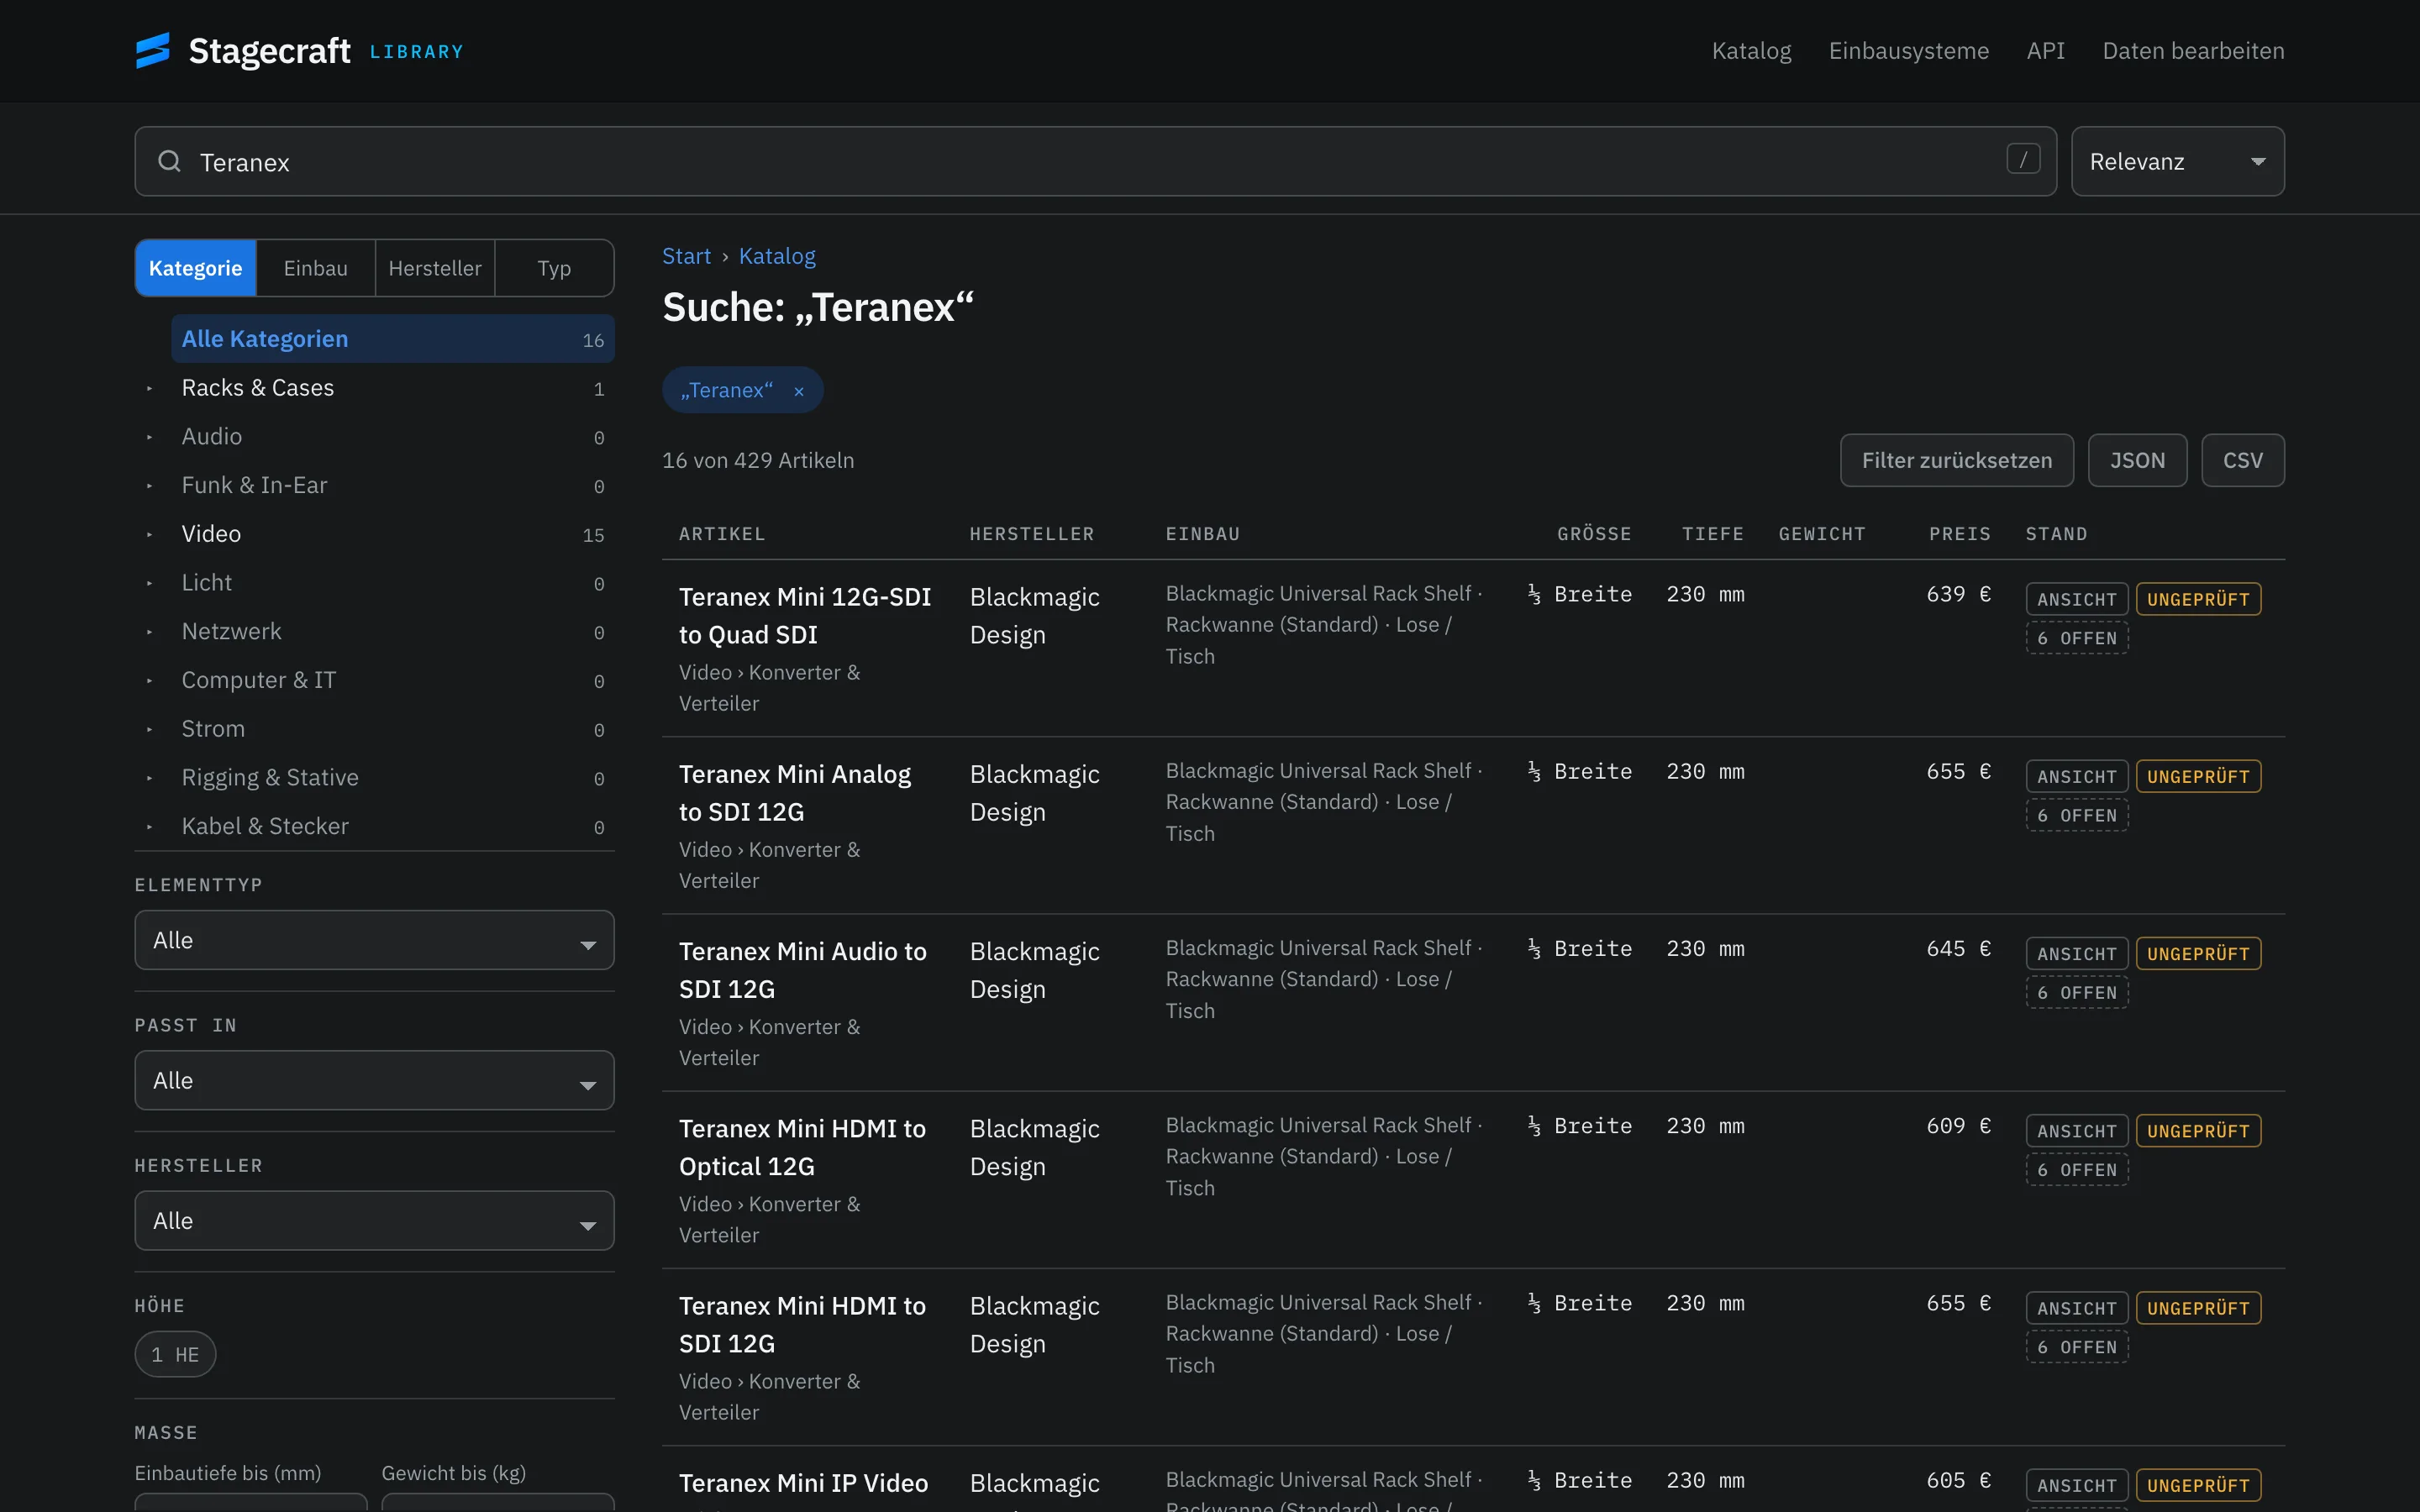 Stagecraft LIBRARY
Katalog Einbausysteme API Daten bearbeiten
Teranex /
Relevanz
Kategorie Einbau Hersteller Typ
Alle Kategorien 16
Racks & Cases 1
Audio 0
Funk & In-Ear 0
Video 15
Licht 0
Netzwerk 0
Computer & IT 0
Strom 0
Rigging & Stative 0
Kabel & Stecker 0
ELEMENTTYP
Alle
PASST IN
Alle
HERSTELLER
Alle
HÖHE
1 HE
MASSE
Einbautiefe bis (mm) Gewicht bis (kg)
Start › Katalog
Suche: „Teranex“
„Teranex“ ×
16 von 429 Artikeln
Filter zurücksetzen JSON CSV
ARTIKEL HERSTELLER EINBAU GRÖSSE TIEFE GEWICHT PREIS STAND
Teranex Mini 12G-SDI
to Quad SDI
Video › Konverter &
Verteiler
Blackmagic
Design
Blackmagic Universal Rack Shelf ·
Rackwanne (Standard) · Lose /
Tisch
⅓ Breite 230 mm 639 € ANSICHT UNGEPRÜFT
6 OFFEN
Teranex Mini Analog
to SDI 12G
Video › Konverter &
Verteiler
Blackmagic
Design
Blackmagic Universal Rack Shelf ·
Rackwanne (Standard) · Lose /
Tisch
⅓ Breite 230 mm 655 € ANSICHT UNGEPRÜFT
6 OFFEN
Teranex Mini Audio to
SDI 12G
Video › Konverter &
Verteiler
Blackmagic
Design
Blackmagic Universal Rack Shelf ·
Rackwanne (Standard) · Lose /
Tisch
⅓ Breite 230 mm 645 € ANSICHT UNGEPRÜFT
6 OFFEN
Teranex Mini HDMI to
Optical 12G
Video › Konverter &
Verteiler
Blackmagic
Design
Blackmagic Universal Rack Shelf ·
Rackwanne (Standard) · Lose /
Tisch
⅓ Breite 230 mm 609 € ANSICHT UNGEPRÜFT
6 OFFEN
Teranex Mini HDMI to
SDI 12G
Video › Konverter &
Verteiler
Blackmagic
Design
Blackmagic Universal Rack Shelf ·
Rackwanne (Standard) · Lose /
Tisch
⅓ Breite 230 mm 655 € ANSICHT UNGEPRÜFT
6 OFFEN
Teranex Mini IP Video
Blackmagic
Blackmagic Universal Rack Shelf ·
Rackwanne (Standard) · Lose /
⅓ Breite 230 mm 605 € ANSICHT UNGEPRÜFT